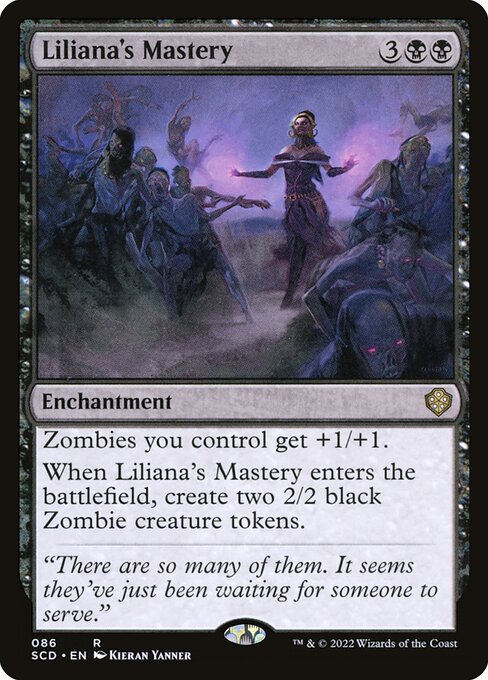 Liliana's Mastery 3
Enchantment
Zombies you control get +1/+1.
When Liliana's Mastery enters the
battlefield, create two 2/2 black
Zombie creature tokens.
“There are so many of them. It seems
they've just been waiting for someone to
serve.”
086 R
SCD • EN Kieran Yanner
™ & © 2022 Wizards of the Coast